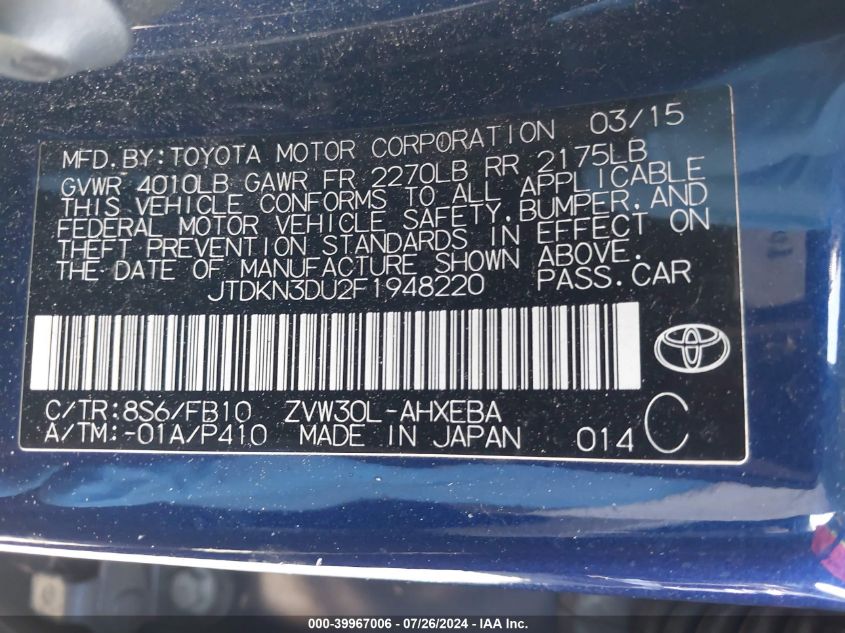 MFD. BY: TOYOTA MOTOR CORPORATION 03/15
GVWR 4010LB GAWR FR 2270LB RR 2175LB
THIS VEHICLE CONFORMS TO ALL APPLICABLE
FEDERAL MOTOR VEHICLE SAFETY, BUMPER, AND
THEFT PREVENTION STANDARDS IN EFFECT ON
THE DATE OF MANUFACTURE SHOWN ABOVE.
JTDKN3DU2F1948220 PASS. CAR
C/TR: 8S6/FB10 ZVW30L-AHXEBA
A/TM: -01A/P410 MADE IN JAPAN 014 C
000-39967006 - 07/26/2024 - IAA Inc.